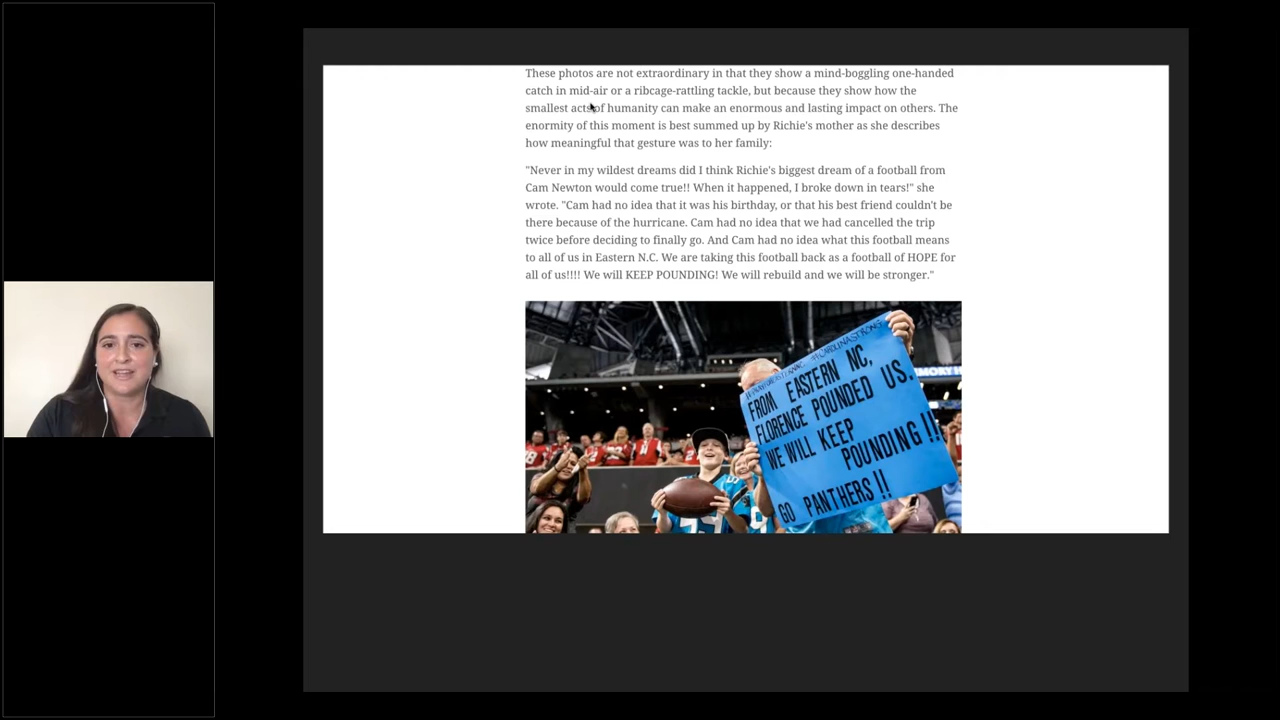 These photos are not extraordinary in that they show a mind-boggling one-handed
catch in mid-air or a ribcage-rattling tackle, but because they show how the
smallest acts of humanity can make an enormous and lasting impact on others. The
enormity of this moment is best summed up by Richie's mother as she describes
how meaningful that gesture was to her family:
"Never in my wildest dreams did I think Richie's biggest dream of a football from
Cam Newton would come true!! When it happened, I broke down in tears!" she
wrote. "Cam had no idea that it was his birthday, or that his best friend couldn't be
there because of the hurricane. Cam had no idea that we had cancelled the trip
twice before deciding to finally go. And Cam had no idea what this football means
to all of us in Eastern N.C. We are taking this football back as a football of HOPE for
all of us!!!! We will KEEP POUNDING! We will rebuild and we will be stronger."
#CAROLINASTRONG
FROM EASTERN NC,
FLORENCE POUNDED US.
WE WILL KEEP
POUNDING!!
GO PANTHERS!!